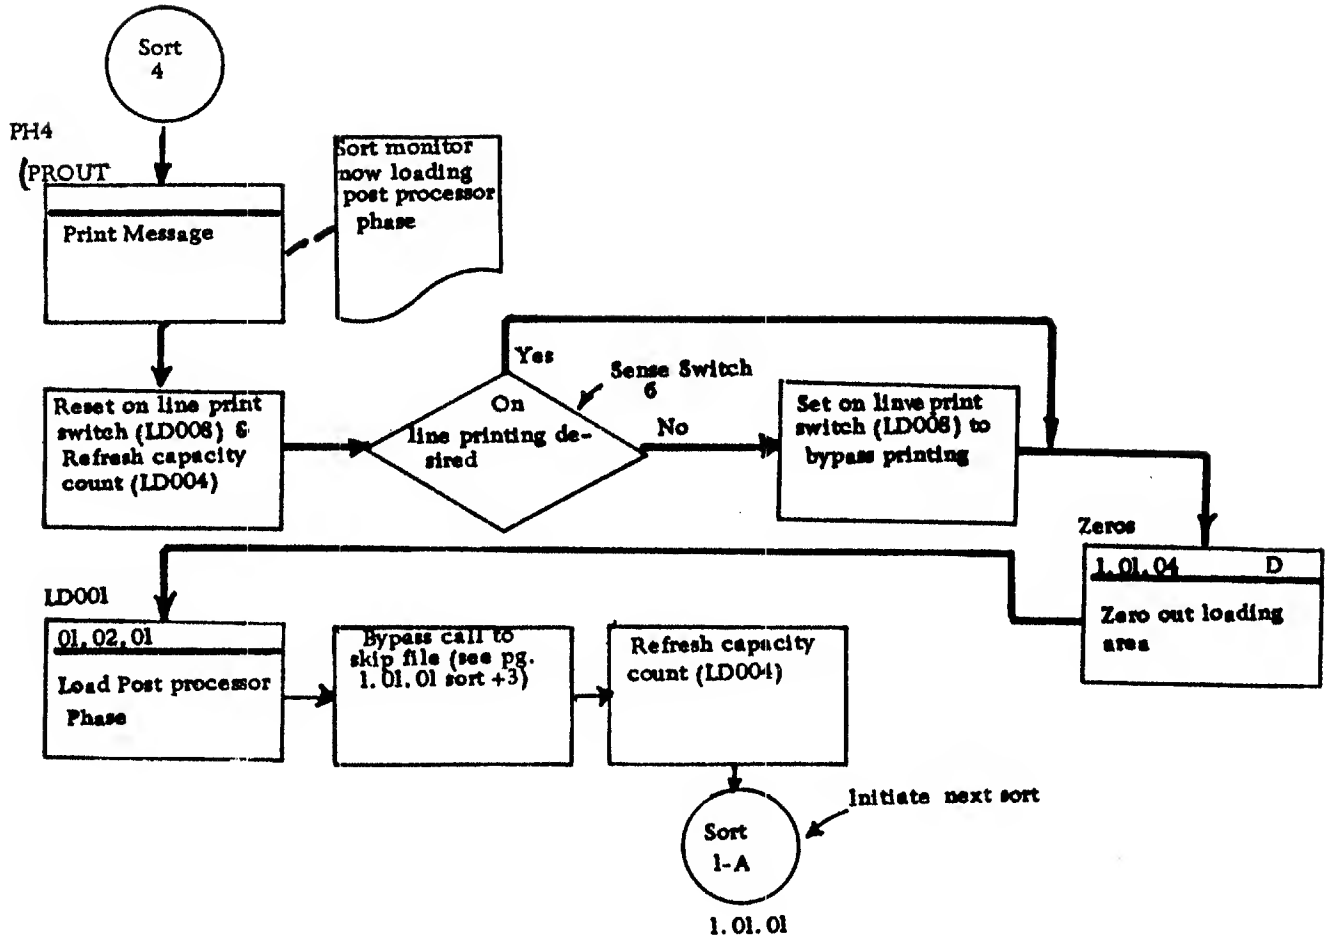 Sort
4
PH4
(PROUT
Print Message
Sort monitor
now loading
post processor
phase
Reset on line print
switch (LD008) &
Refresh capacity
count (LD004)
Yes
On
line printing de-
sired
Sense Switch
6
No
Set on linve print
switch (LD008) to
bypass printing
Zeros
1.01.04 D
Zero out loading
area
LD001
01.02.01
Load Post processor
Phase
Bypass call to
skip file (see pg.
1.01.01 sort +3)
Refresh capacity
count (LD004)
Initiate next sort
Sort
1-A
1.01.01